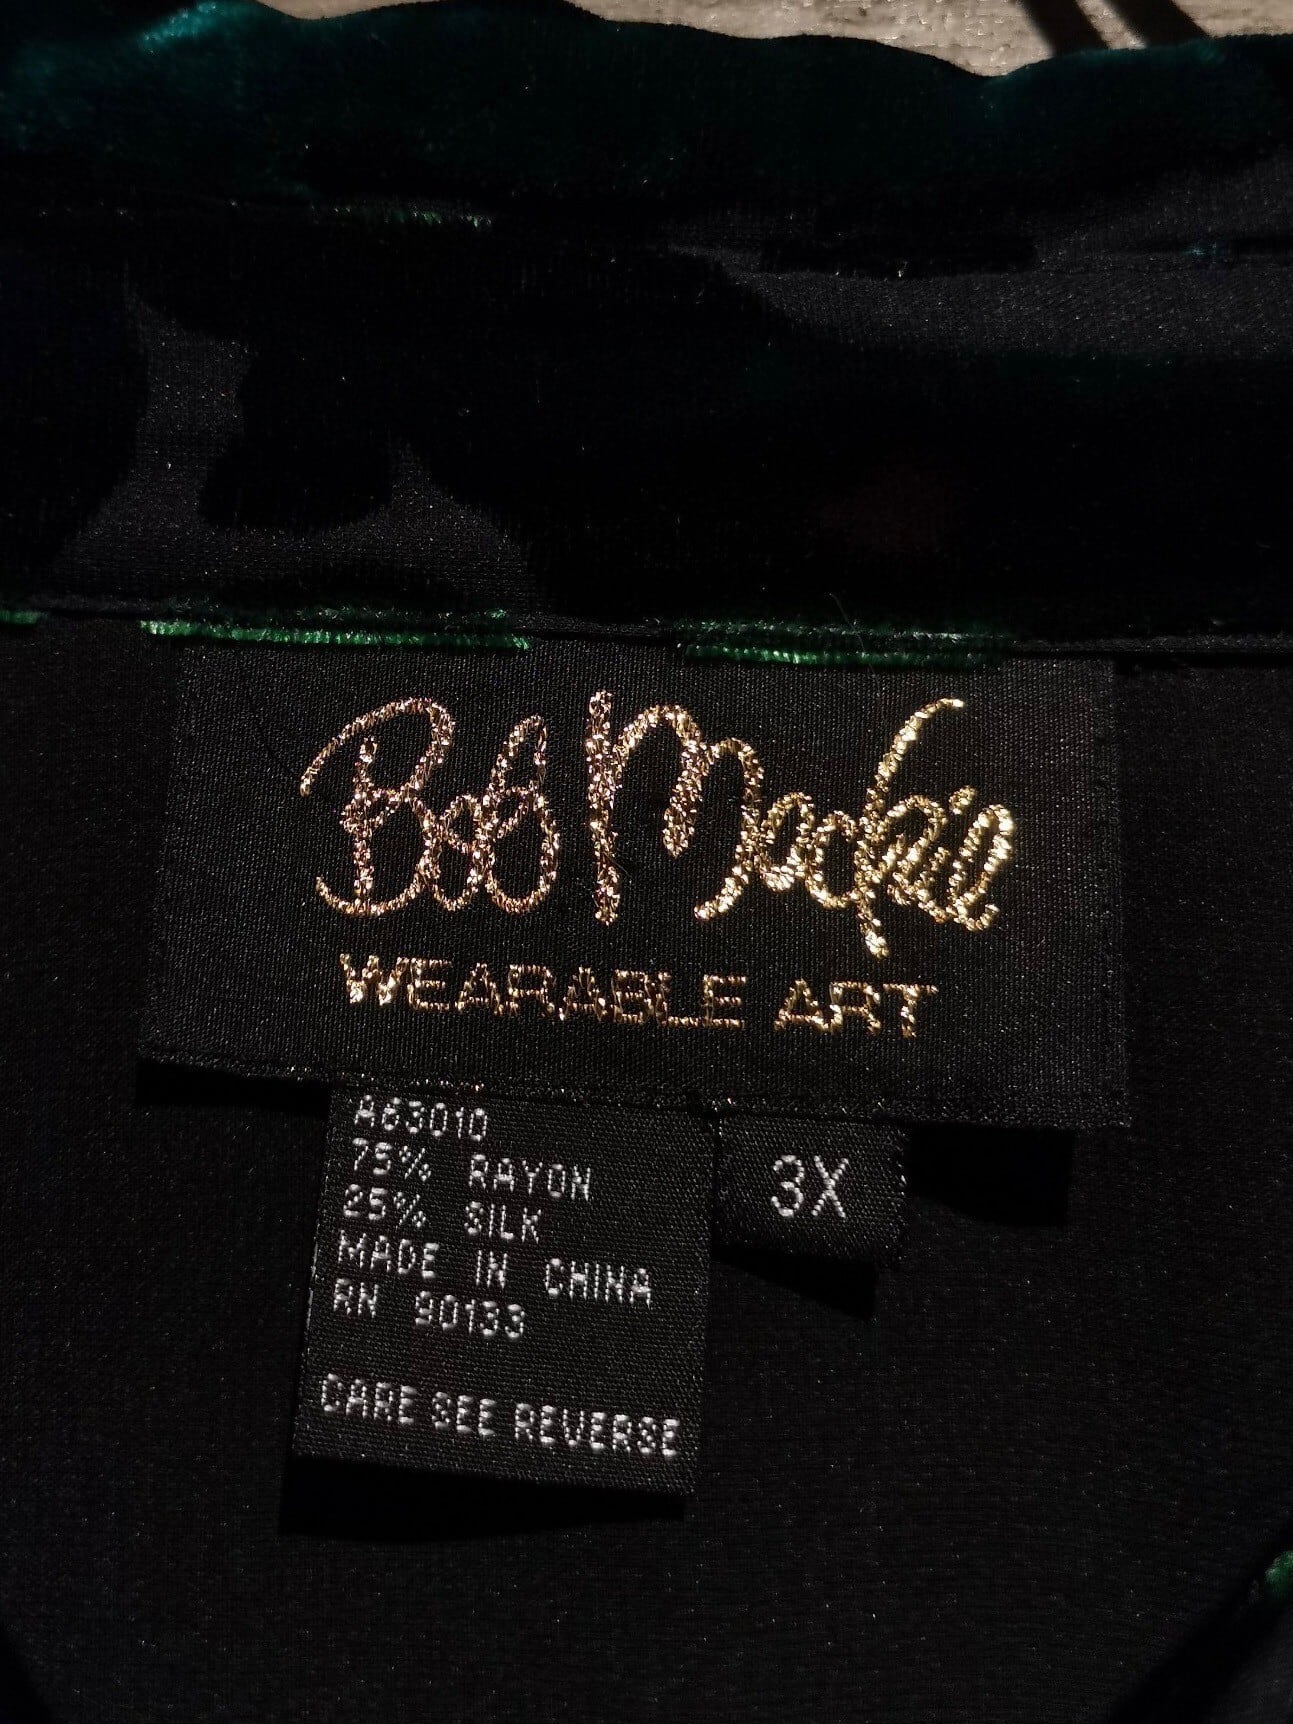 Bob Mackie
WEARABLE ART
A63010
75% RAYON
25% SILK
MADE IN CHINA
RN 90133
CARE SEE REVERSE
3X